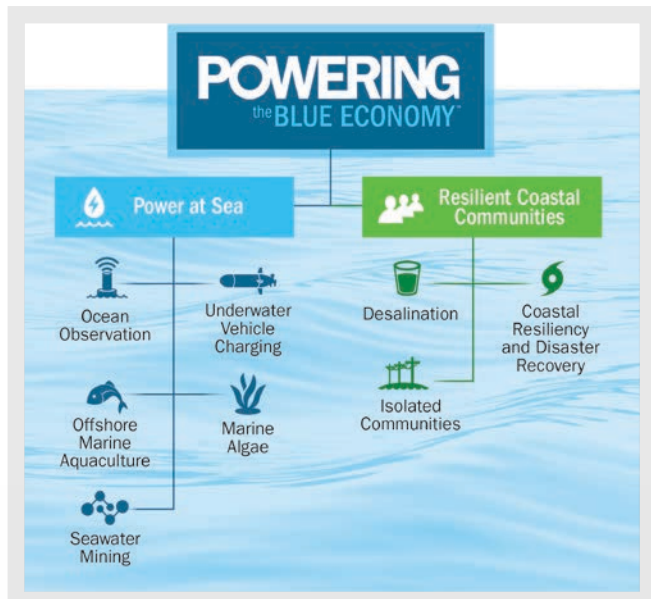 POWERING
the BLUE ECONOMY™
Power at Sea
Resilient Coastal
Communities
Ocean
Observation
Underwater
Vehicle
Charging
Offshore
Marine
Aquaculture
Marine
Algae
Seawater
Mining
Desalination
Coastal
Resiliency
and Disaster
Recovery
Isolated
Communities